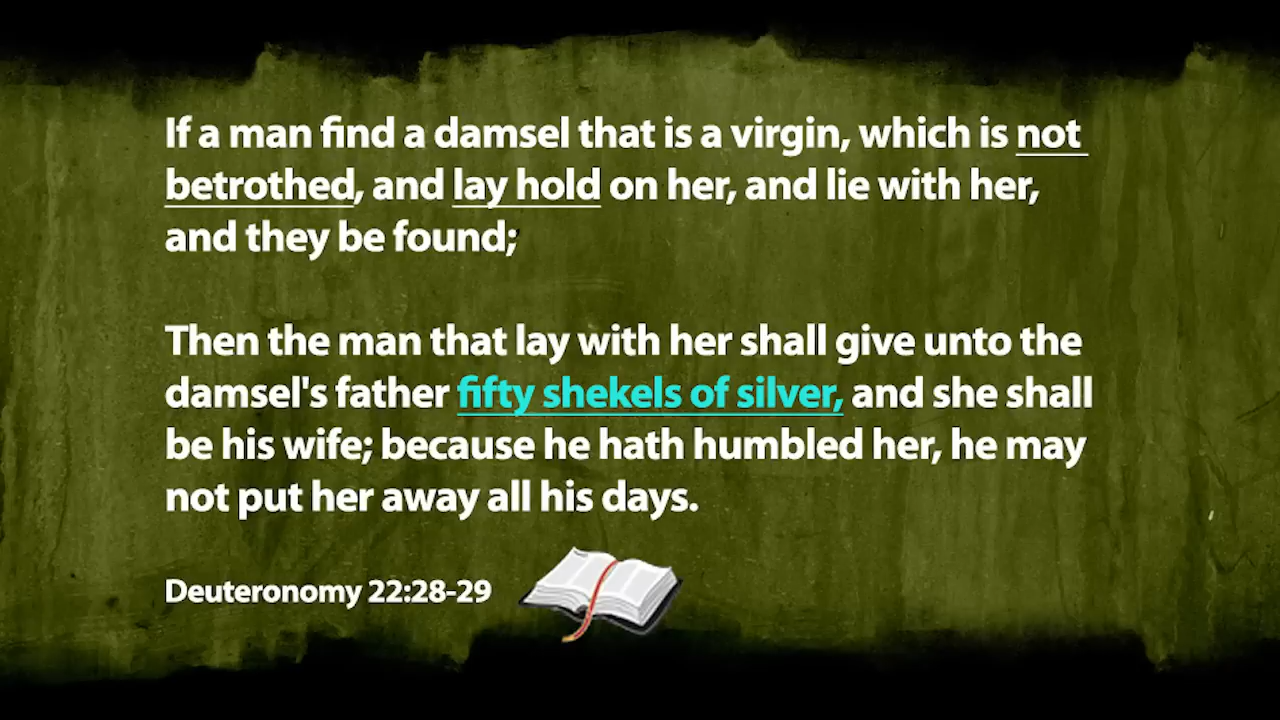 If a man find a damsel that is a virgin, which is not
betrothed, and lay hold on her, and lie with her,
and they be found;
Then the man that lay with her shall give unto the
damsel's father fifty shekels of silver, and she shall
be his wife; because he hath humbled her, he may
not put her away all his days.
Deuteronomy 22:28-29